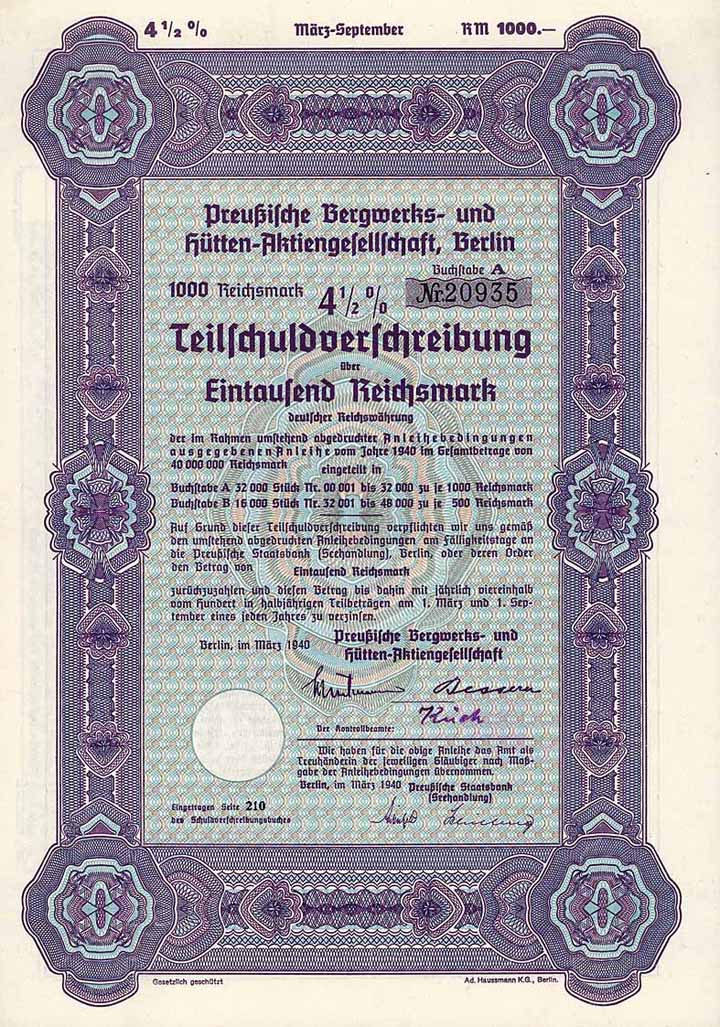 4 1/2 % März-September RM 1000.—
Preußische Bergwerks- und
Hütten-Aktiengesellschaft, Berlin
Buchstabe A
1000 Reichsmark 4 1/2 % Nr. 20935
Teilschuldverschreibung
über
Eintausend Reichsmark
deutscher Reichswährung
der im Rahmen umstehend abgedruckter Anleihebedingungen
ausgegebenen Anleihe vom Jahre 1940 im Gesamtbetrage von
40 000 000 Reichsmark
eingeteilt in
Buchstabe A 32 000 Stück Nr. 00 001 bis 32 000 zu je 1000 Reichsmark
Buchstabe B 16 000 Stück Nr. 32 001 bis 48 000 zu je 500 Reichsmark
Auf Grund dieser Teilschuldverschreibung verpflichten wir uns gemäß
den umstehend abgedruckten Anleihebedingungen am Fälligkeitstage an
die Preußische Staatsbank (Seehandlung), Berlin, oder deren Order
den Betrag von
Eintausend Reichsmark
zurückzuzahlen und diesen Betrag bis dahin mit jährlich viereinhalb
vom Hundert in halbjährigen Teilbeträgen am 1. März und 1. Sep-
tember eines jeden Jahres zu verzinsen.
Berlin, im März 1940
Preußische Bergwerks- und
Hütten-Aktiengesellschaft
Küch
Der Kontrollbeamte:
Wir haben für die obige Anleihe das Amt als
Treuhänderin der jeweiligen Gläubiger nach Maß-
gabe der Anleihebedingungen übernommen.
Berlin, im März 1940 Preußische Staatsbank
(Seehandlung)
Eingetragen Seite 210
des Schuldverschreibungsbuches
Gesetzlich geschützt
Ad. Haussmann K.G., Berlin.